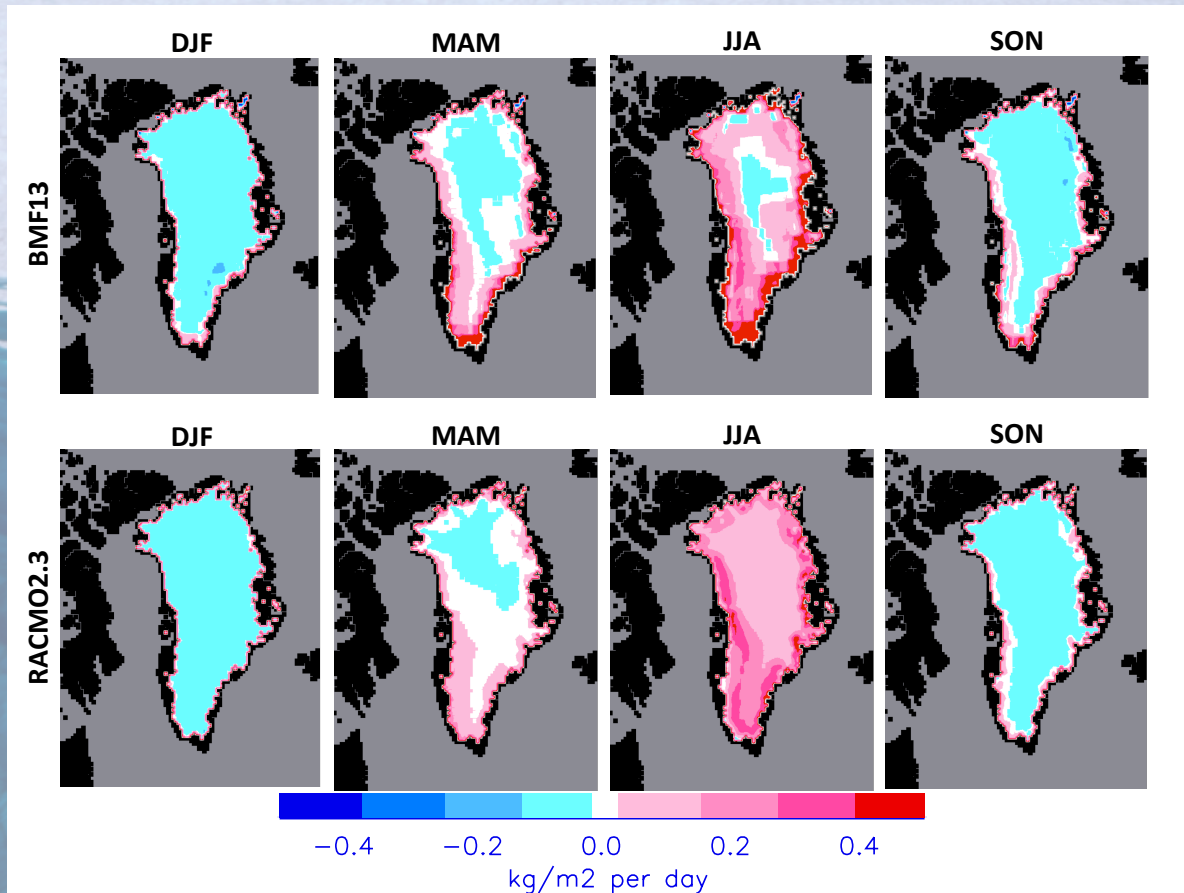 DJF MAM JJA SON
BMF13
DJF MAM JJA SON
RACMO2.3
−0.4 −0.2 0.0 0.2 0.4
kg/m2 per day